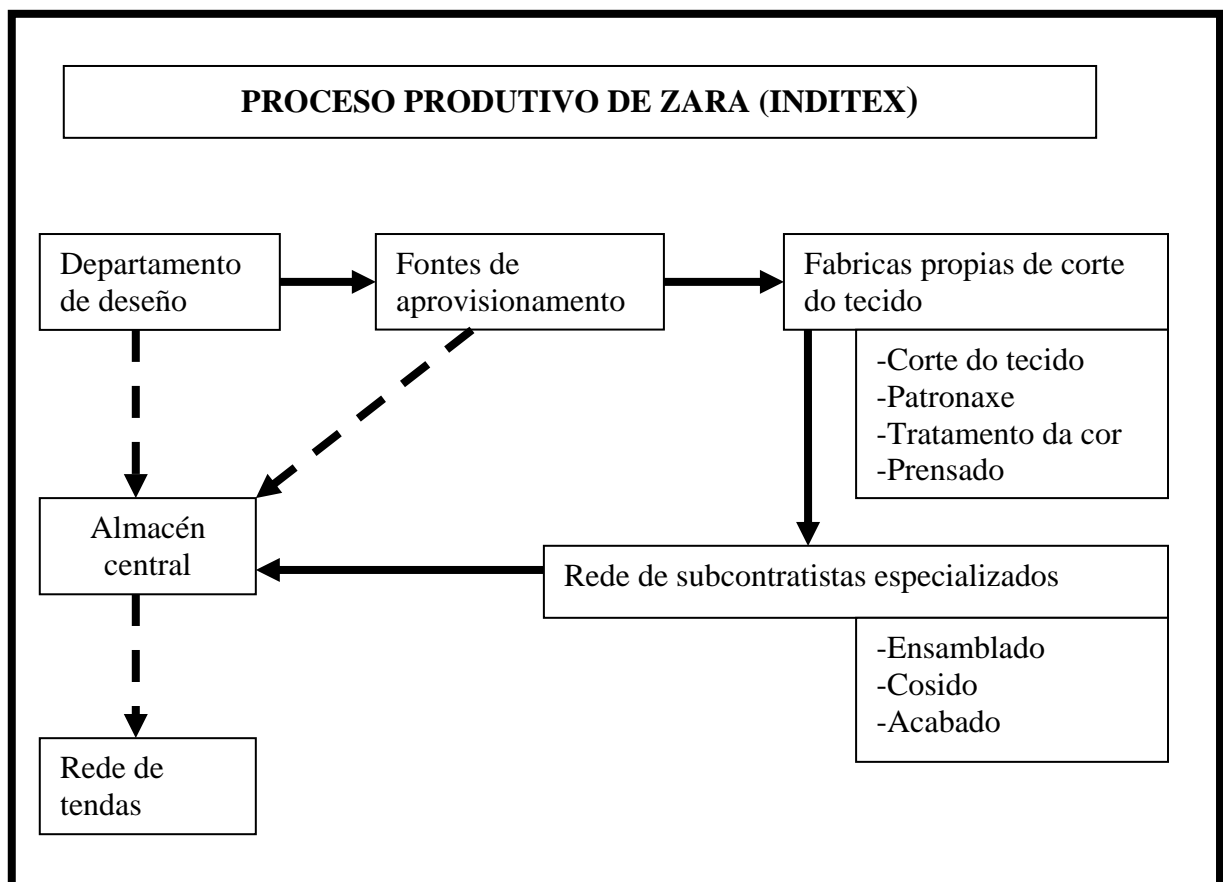 PROCESO PRODUTIVO DE ZARA (INDITEX)
Departamento
de deseño
Fontes de
aprovisionamento
Fabricas propias de corte
do tecido
-Corte do tecido
-Patronaxe
-Tratamento da cor
-Prensado
Almacén
central
Rede de subcontratistas especializados
-Ensamblado
-Cosido
-Acabado
Rede de
tendas